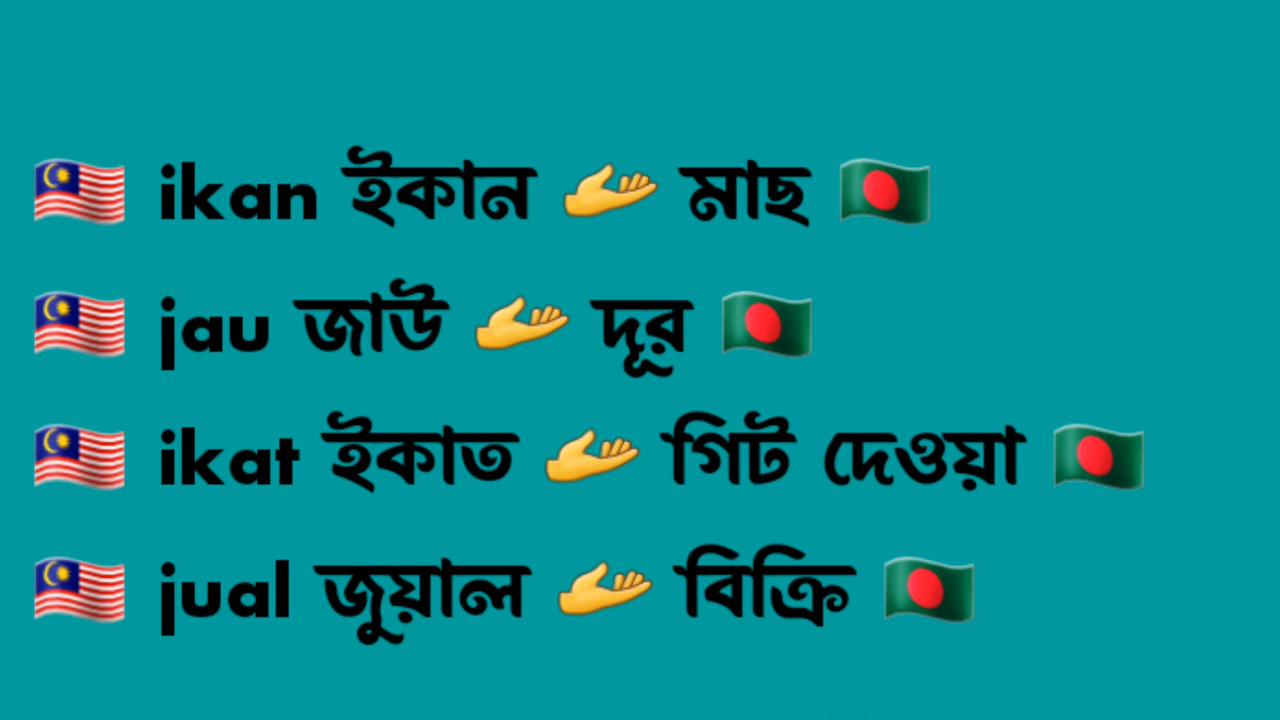 🇲🇾 ikan ইকান 🫴 মাছ 🇧🇩
🇲🇾 jau জাউ 🫴 দূর 🇧🇩
🇲🇾 ikat ইকাত 🫴 গিট দেওয়া 🇧🇩
🇲🇾 jual জুয়াল 🫴 বিক্রি 🇧🇩